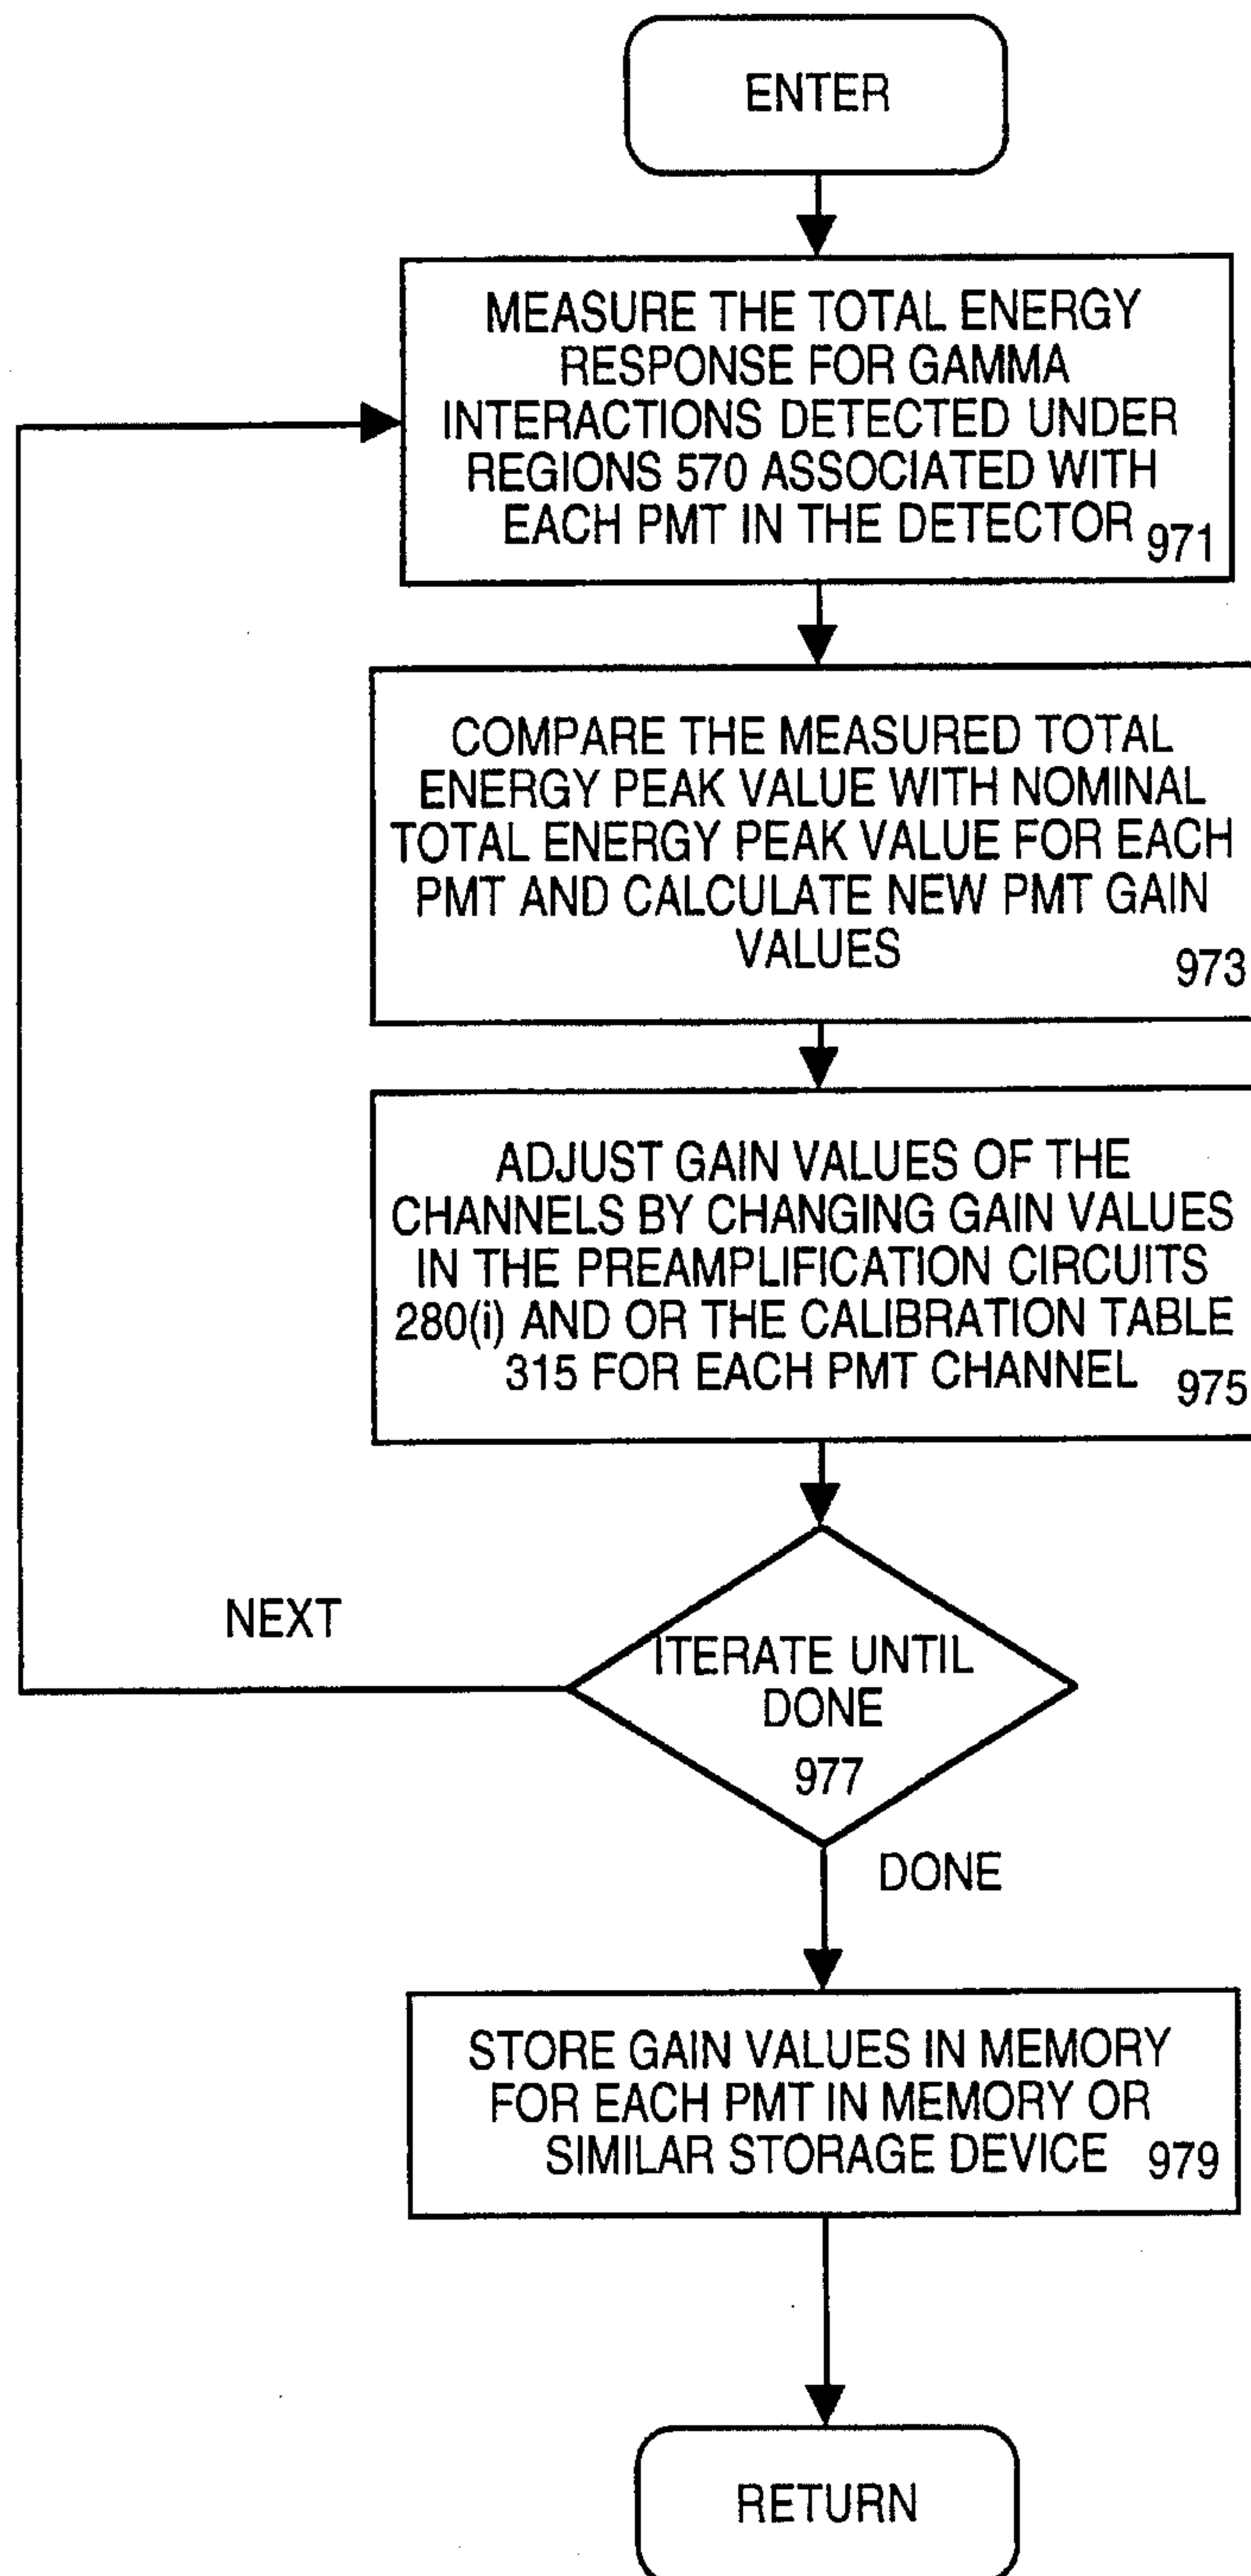 ENTER
MEASURE THE TOTAL ENERGY
RESPONSE FOR GAMMA
INTERACTIONS DETECTED UNDER
REGIONS 570 ASSOCIATED WITH
EACH PMT IN THE DETECTOR 971
COMPARE THE MEASURED TOTAL
ENERGY PEAK VALUE WITH NOMINAL
TOTAL ENERGY PEAK VALUE FOR EACH
PMT AND CALCULATE NEW PMT GAIN
VALUES 973
ADJUST GAIN VALUES OF THE
CHANNELS BY CHANGING GAIN VALUES
IN THE PREAMPLIFICATION CIRCUITS
280(i) AND OR THE CALIBRATION TABLE
315 FOR EACH PMT CHANNEL 975
NEXT
ITERATE UNTIL
DONE
977
DONE
STORE GAIN VALUES IN MEMORY
FOR EACH PMT IN MEMORY OR
SIMILAR STORAGE DEVICE 979
RETURN